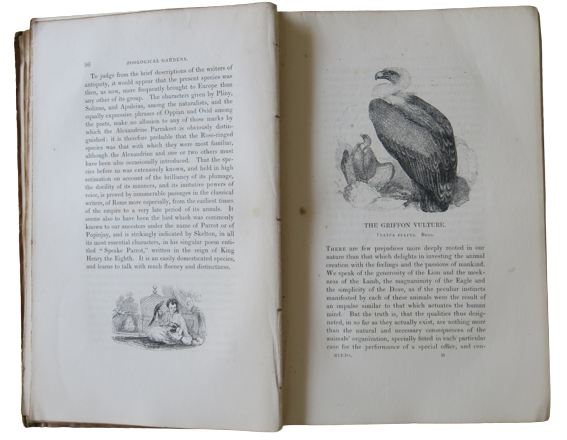 98 ZOOLOGICAL GARDENS.
To judge from the brief descriptions of the writers of
antiquity, it would appear that the present species was
then, as now, more frequently brought to Europe than
any other of its group. The characters given by Pliny,
Solinus, and Apuleius, among the naturalists, and the
equally expressive phrases of Oppian and Ovid among
the poets, make no allusion to any of those marks by
which the Alexandrine Parrakeet is obviously distin-
guished: it is therefore probable that the Rose-ringed
species was that with which they were most familiar,
although the Alexandrine and one or two others must
have been also occasionally introduced. That the spe-
cies before us was extensively known, and held in high
estimation on account of the brilliancy of its plumage,
the docility of its manners, and its imitative powers of
voice, is proved by innumerable passages in the classical
writers, of Rome more especially, from the earliest times
of the empire to a very late period of its annals. It
seems also to have been the bird which was commonly
known to our ancestors under the name of Parrot or of
Popinjay, and is strikingly indicated by Skelton, in all
its most essential characters, in his singular poem enti-
tled "Speake Parrot," written in the reign of King
Henry the Eighth. It is an easily domesticated species,
and learns to talk with much fluency and distinctness.
THE GRIFFON VULTURE.
THERE are few prejudices more deeply rooted in our
nature than that which delights in investing the animal
creation with the feelings and the passions of mankind.
We speak of the generosity of the Lion and the meek-
ness of the Lamb, the magnanimity of the Eagle and
the simplicity of the Dove, as if the peculiar instincts
manifested by each of these animals were the result of
an impulse similar to that which actuates the human
mind. But the truth is, that the qualities thus desig-
nated, in so far as they actually exist, are nothing more
than the natural and necessary consequences of the
animals' organization, specially fitted in each particular
case for the performance of a special office, and con-
BIRDS. H